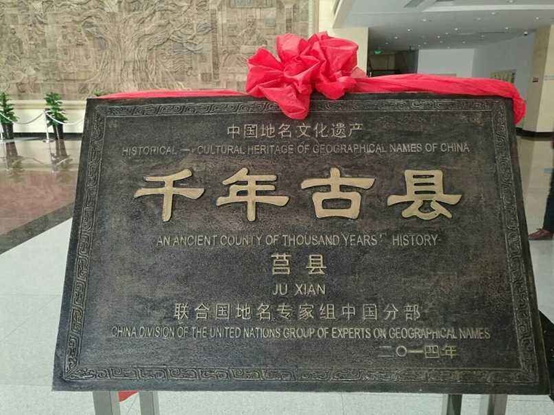 中国地名文化遗产
HISTORICAL — CULTURAL HERITAGE OF GEOGRAPHICAL NAMES OF CHINA
千年古县
AN ANCIENT COUNTY OF THOUSAND YEARS' HISTORY
莒县
JU XIAN
联合国地名专家组中国分部
CHINA DIVISION OF THE UNITED NATIONS GROUP OF EXPERTS ON GEOGRAPHICAL NAMES
二〇一四年